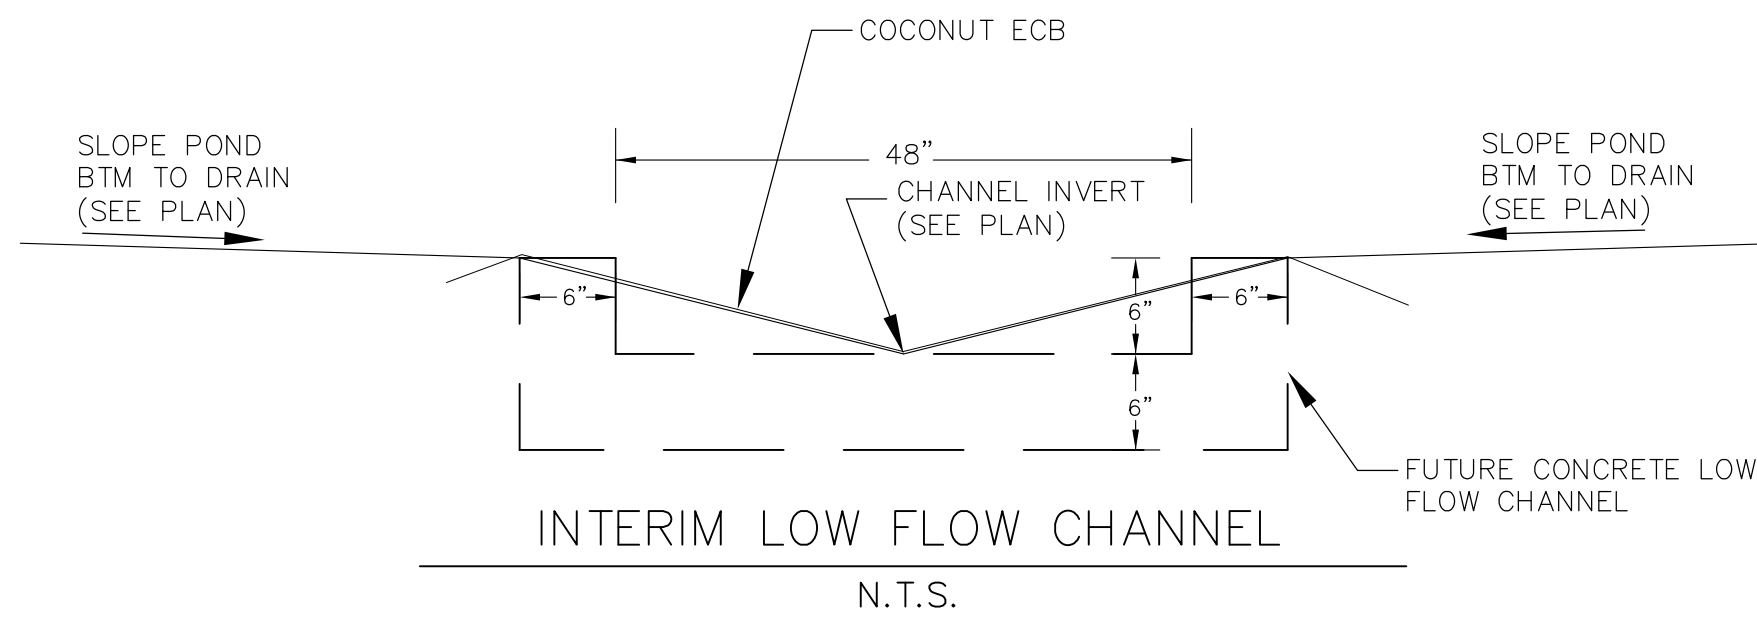 COCONUT ECB
SLOPE POND
BTM TO DRAIN
(SEE PLAN)
48”
CHANNEL INVERT
(SEE PLAN)
SLOPE POND
BTM TO DRAIN
(SEE PLAN)
6”
6”
6”
6”
FUTURE CONCRETE LOW
FLOW CHANNEL
INTERIM LOW FLOW CHANNEL
N.T.S.